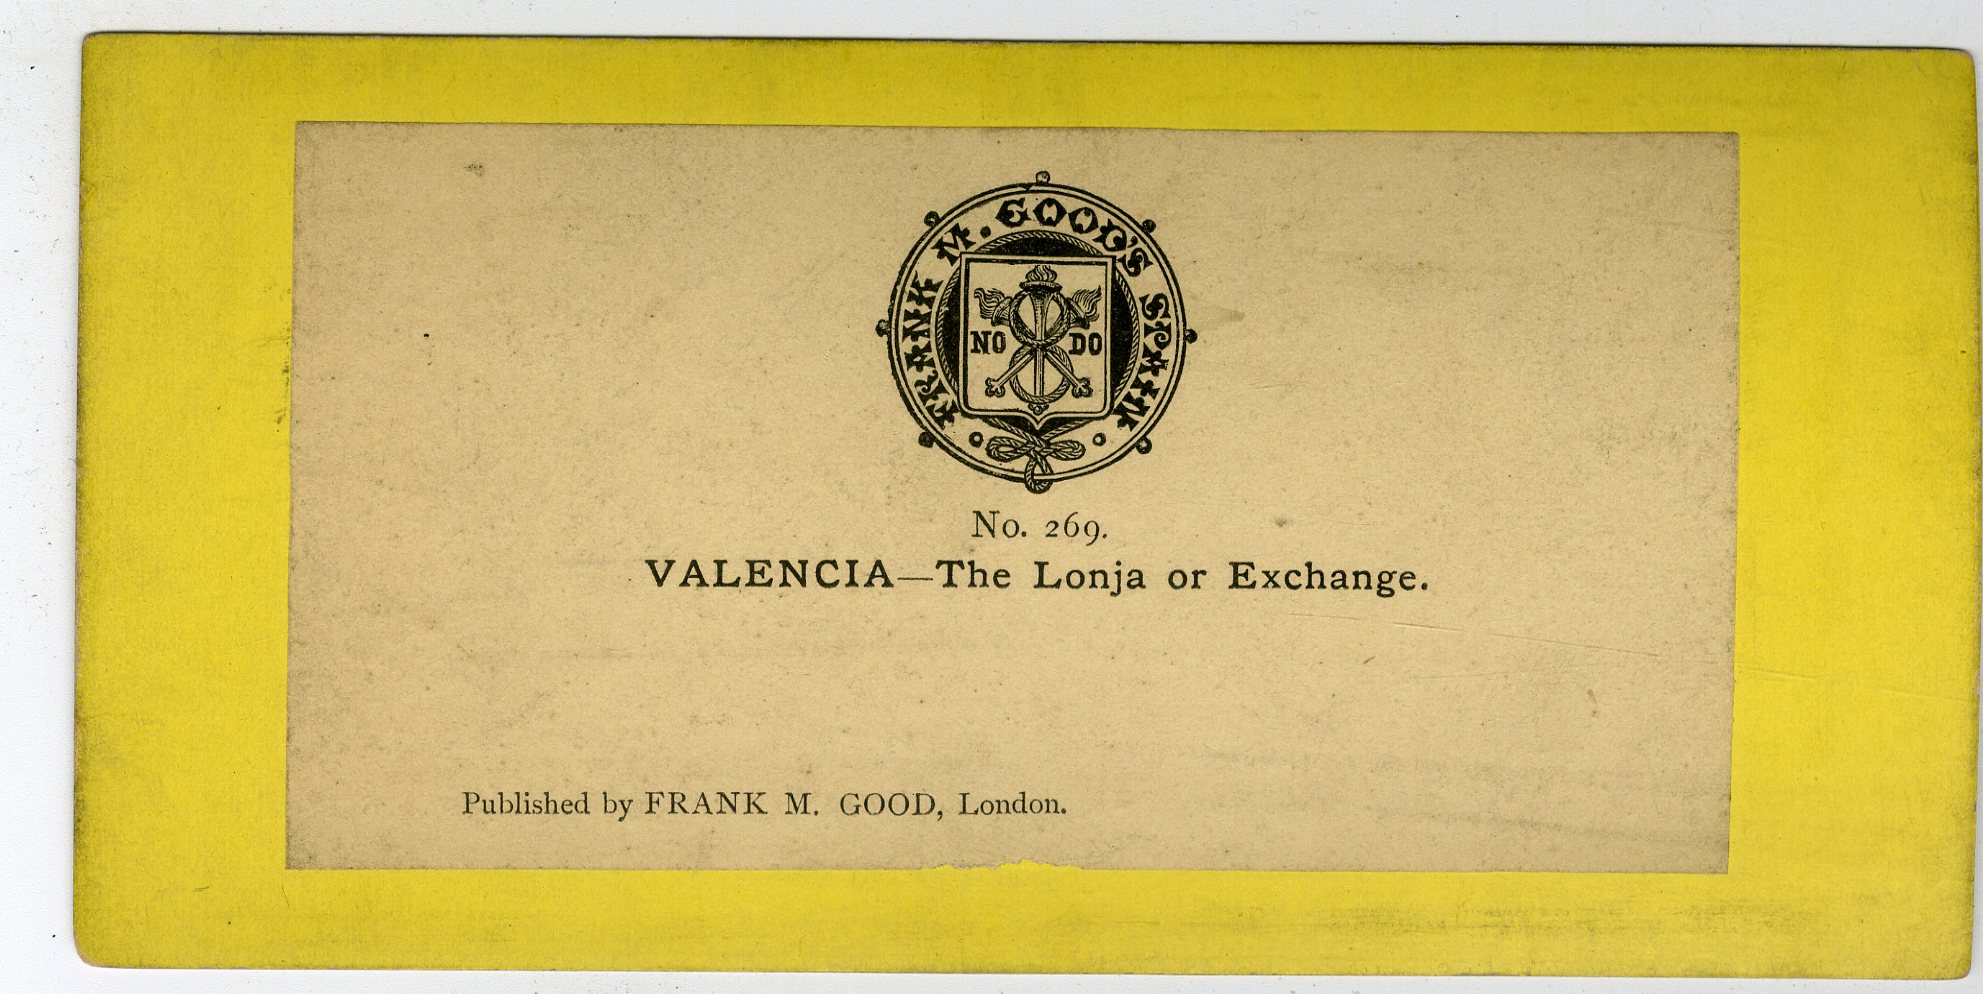 FRANK M. GOOD'S SPAIN
NO DO
No. 269.
VALENCIA—The Lonja or Exchange.
Published by FRANK M. GOOD, London.